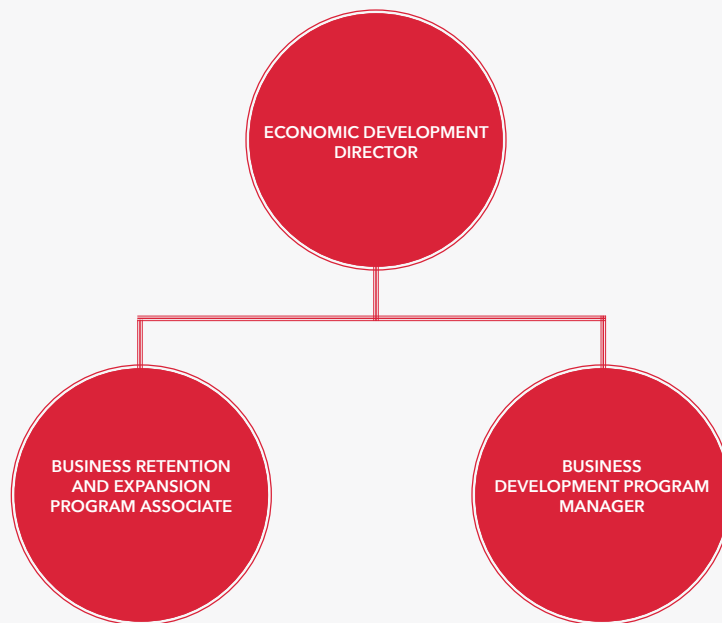 ECONOMIC DEVELOPMENT
DIRECTOR
BUSINESS RETENTION
AND EXPANSION
PROGRAM ASSOCIATE
BUSINESS
DEVELOPMENT PROGRAM
MANAGER